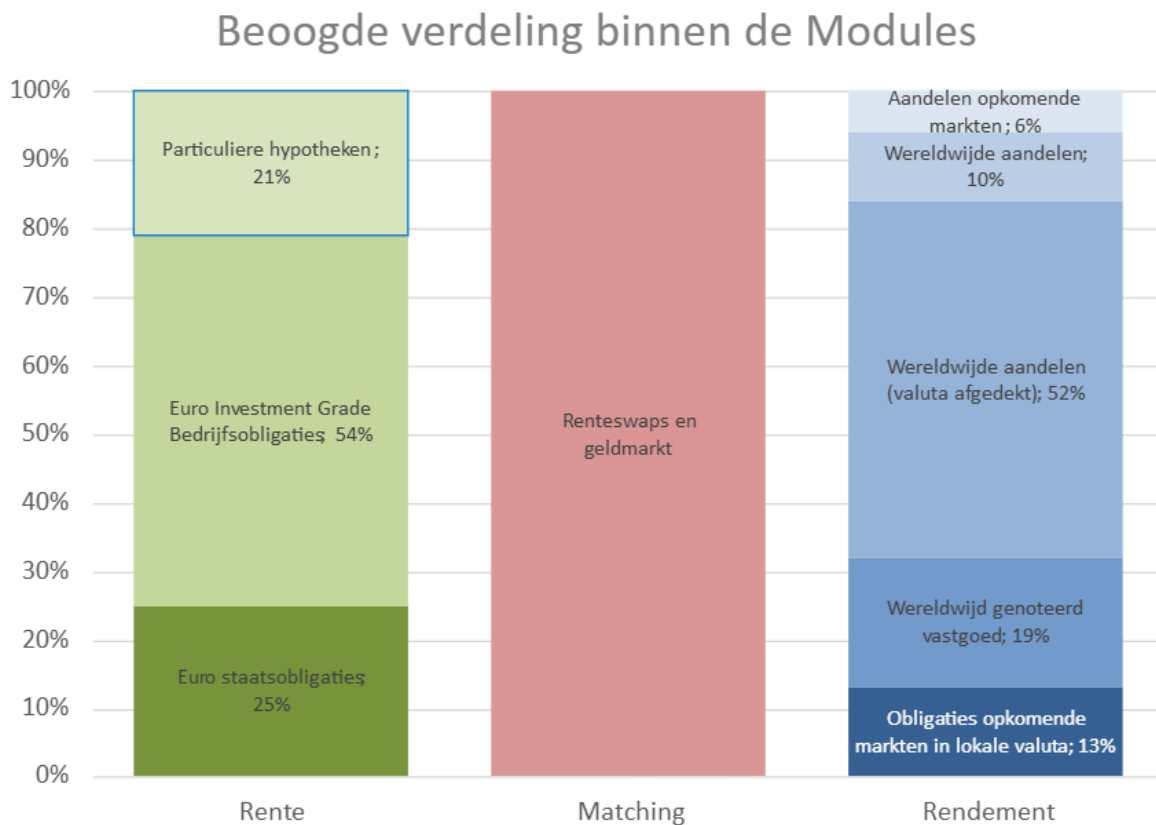 Beoogde verdeling binnen de Modules
100%
90%
80%
70%
60%
50%
40%
30%
20%
10%
0%
Particuliere hypotheken;
21%
Euro Investment Grade
Bedrijfsobligaties; 54%
Euro staatsobligaties;
25%
Renteswaps en
geldmarkt
Aandelen opkomende
markten; 6%
Wereldwijde aandelen;
10%
Wereldwijde aandelen
(valuta afgedekt); 52%
Wereldwijd genoteerd
vastgoed; 19%
Obligaties opkomende
markten in lokale valuta; 13%
Rente
Matching
Rendement